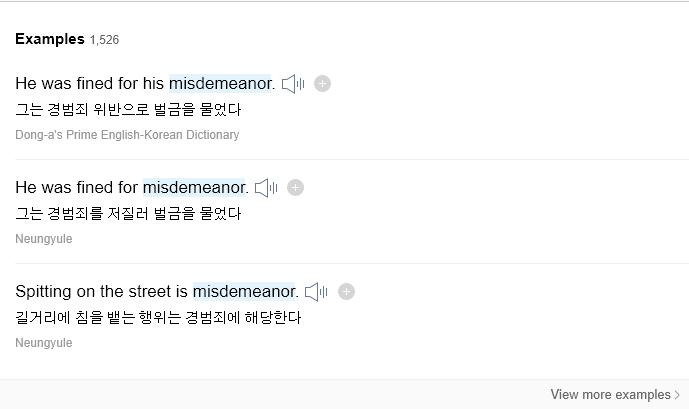 Examples 1,526
He was fined for his misdemeanor.
그는 경범죄 위반으로 벌금을 물었다
Dong-a's Prime English-Korean Dictionary
He was fined for misdemeanor.
그는 경범죄를 저질러 벌금을 물었다
Neungyule
Spitting on the street is misdemeanor.
길거리에 침을 뱉는 행위는 경범죄에 해당한다
Neungyule
View more examples